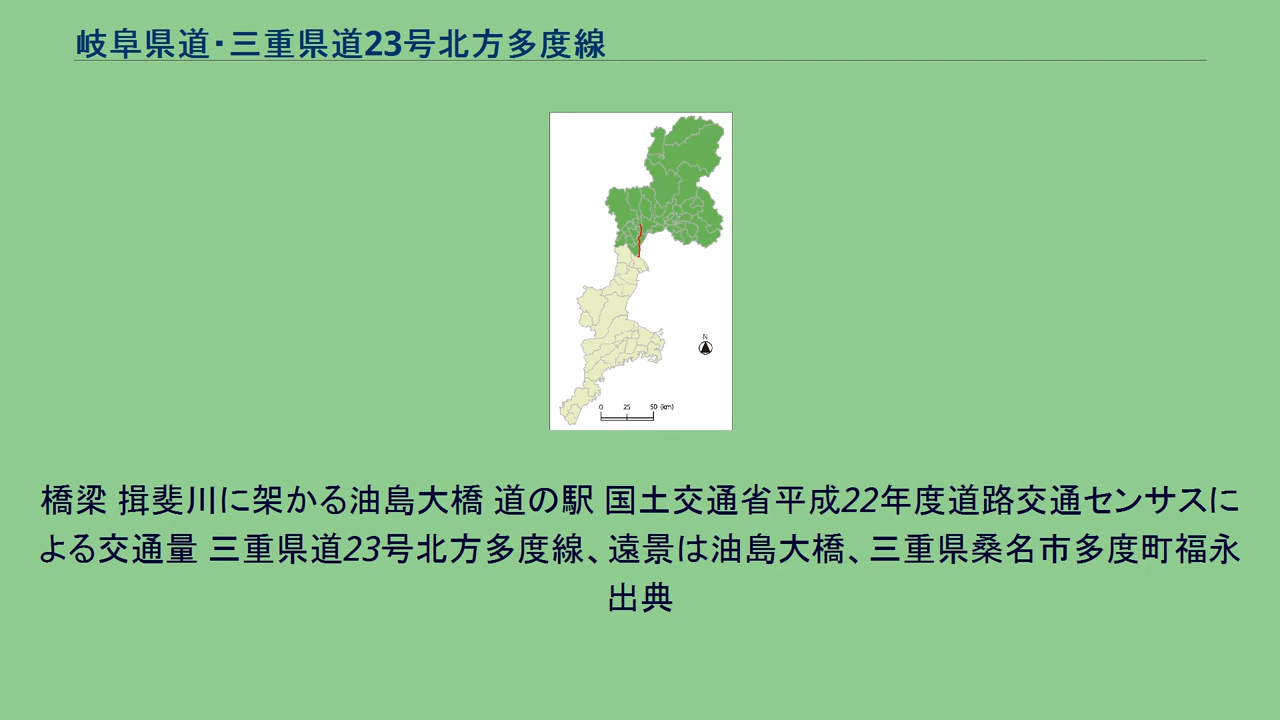 岐阜県道・三重県道23号北方多度線
N
0 25 50 (km)
橋梁 揖斐川に架かる油島大橋 道の駅 国土交通省平成22年度道路交通センサスに
よる交通量 三重県道23号北方多度線、遠景は油島大橋、三重県桑名市多度町福永
出典